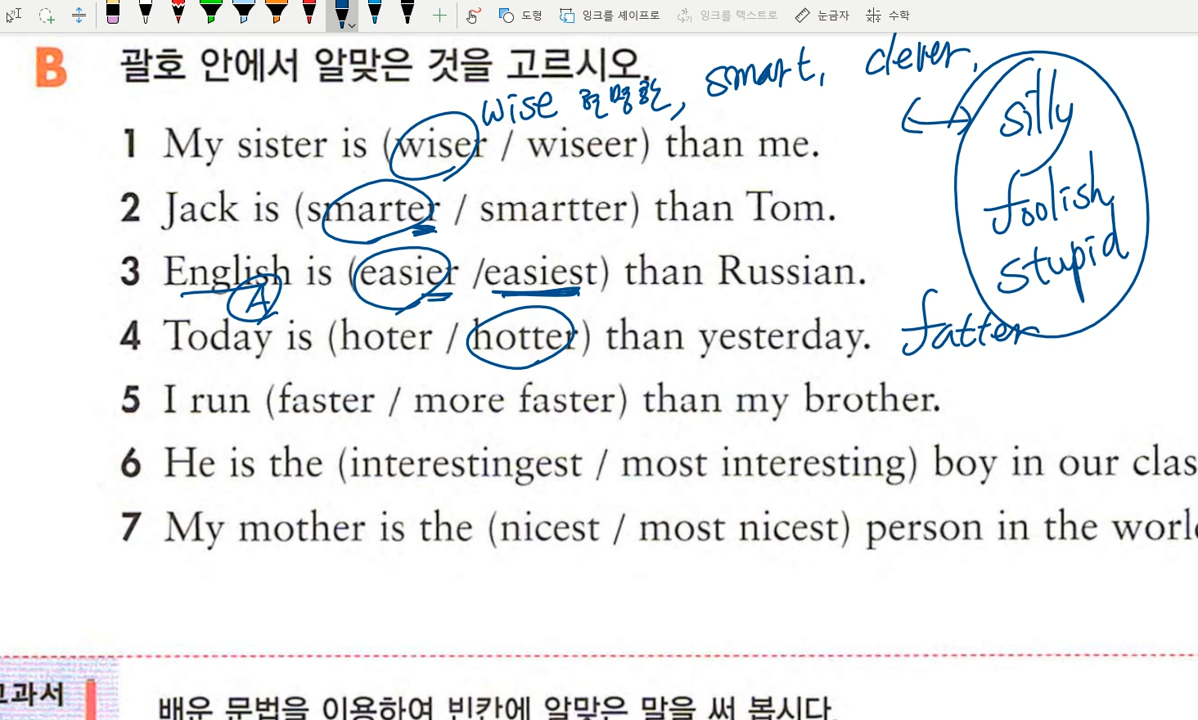 도형 잉크를 셰이프로 잉크를 텍스트로 눈금자 수학
B 괄호 안에서 알맞은 것을 고르시오.
wise 현명한, smart, clever,
silly
foolish
stupid
1 My sister is (wiser / wiseer) than me.
2 Jack is (smarter / smartter) than Tom.
3 English is (easier /easiest) than Russian.
A
4 Today is (hoter / hotter) than yesterday. fatter
5 I run (faster / more faster) than my brother.
6 He is the (interestingest / most interesting) boy in our clas
7 My mother is the (nicest / most nicest) person in the worl
교과서
배운 문법을 이용하여 빈칸에 알맞은 말을 써 봅시다.